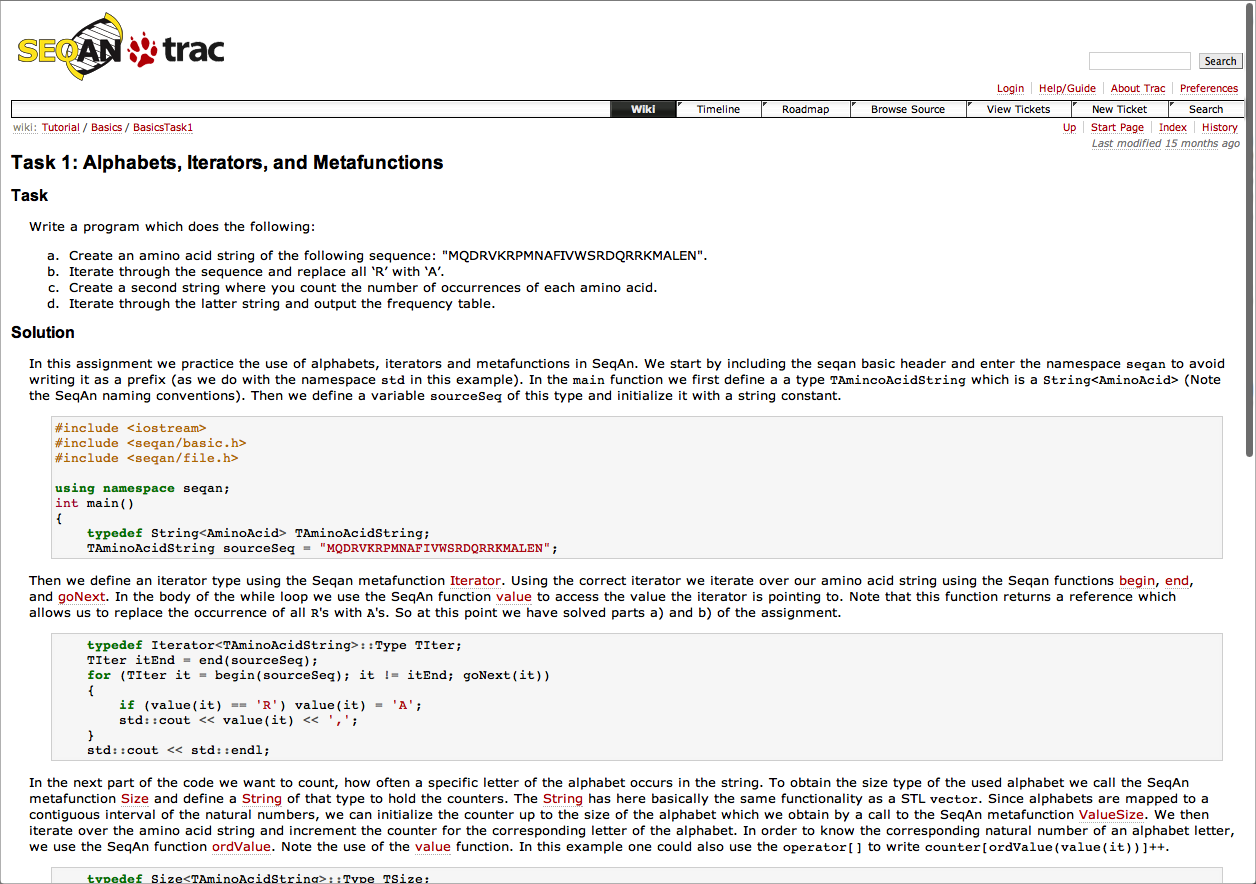 SEQAN trac
Search
Login Help/Guide About Trac Preferences
Wiki Timeline Roadmap Browse Source View Tickets New Ticket Search
wiki: Tutorial / Basics / BasicsTask1
Up Start Page Index History
Last modified 15 months ago
Task 1: Alphabets, Iterators, and Metafunctions
Task
Write a program which does the following:
a. Create an amino acid string of the following sequence: "MQDRVKRPMNAFIVWSRDQRRKMALEN".
b. Iterate through the sequence and replace all ‘R’ with ‘A’.
c. Create a second string where you count the number of occurrences of each amino acid.
d. Iterate through the latter string and output the frequency table.
Solution
In this assignment we practice the use of alphabets, iterators and metafunctions in SeqAn. We start by including the seqan basic header and enter the namespace seqan to avoid
writing it as a prefix (as we do with the namespace std in this example). In the main function we first define a a type TAmincoAcidString which is a String<AminoAcid> (Note
the SeqAn naming conventions). Then we define a variable sourceSeq of this type and initialize it with a string constant.
#include <iostream>
#include <seqan/basic.h>
#include <seqan/file.h>
using namespace seqan;
int main()
{
typedef String<AminoAcid> TAminoAcidString;
TAminoAcidString sourceSeq = "MQDRVKRPMNAFIVWSRDQRRKMALEN";
Then we define an iterator type using the Seqan metafunction Iterator. Using the correct iterator we iterate over our amino acid string using the Seqan functions begin, end,
and goNext. In the body of the while loop we use the SeqAn function value to access the value the iterator is pointing to. Note that this function returns a reference which
allows us to replace the occurrence of all R's with A's. So at this point we have solved parts a) and b) of the assignment.
typedef Iterator<TAminoAcidString>::Type TIter;
TIter itEnd = end(sourceSeq);
for (TIter it = begin(sourceSeq); it != itEnd; goNext(it))
{
if (value(it) == 'R') value(it) = 'A';
std::cout << value(it) << ',';
}
std::cout << std::endl;
In the next part of the code we want to count, how often a specific letter of the alphabet occurs in the string. To obtain the size type of the used alphabet we call the SeqAn
metafunction Size and define a String of that type to hold the counters. The String has here basically the same functionality as a STL vector. Since alphabets are mapped to a
contiguous interval of the natural numbers, we can initialize the counter up to the size of the alphabet which we obtain by a call to the SeqAn metafunction ValueSize. We then
iterate over the amino acid string and increment the counter for the corresponding letter of the alphabet. In order to know the corresponding natural number of an alphabet letter,
we use the SeqAn function ordValue. Note the use of the value function. In this example one could also use the operator[] to write counter[ordValue(value(it))]++.
typedef Size<TAminoAcidString>::Type TSize;